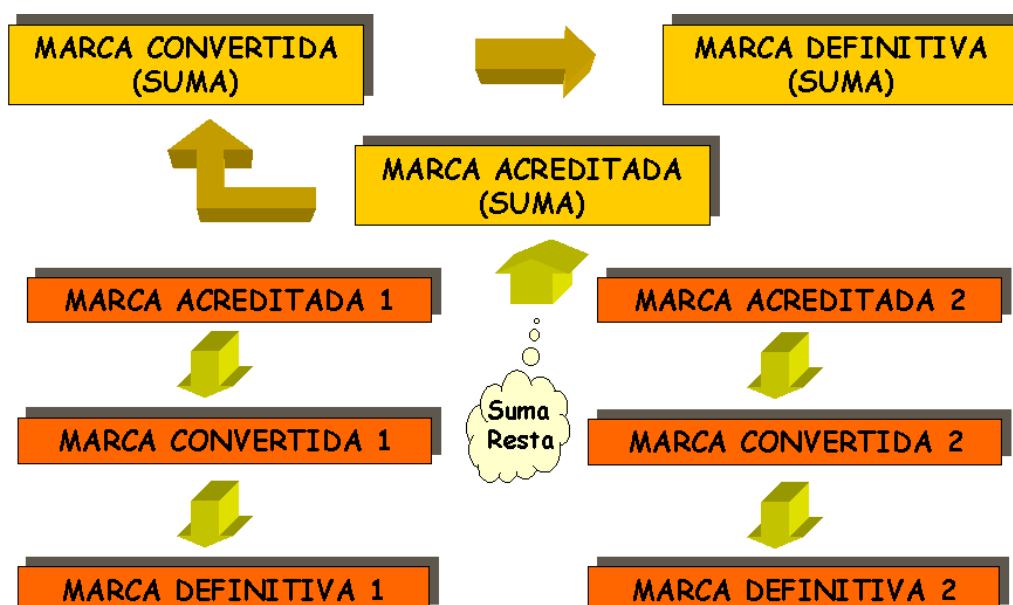 MARCA CONVERTIDA
(SUMA)
MARCA DEFINITIVA
(SUMA)
MARCA ACREDITADA
(SUMA)
MARCA ACREDITADA 1
MARCA ACREDITADA 2
Suma
Resta
MARCA CONVERTIDA 1
MARCA CONVERTIDA 2
MARCA DEFINITIVA 1
MARCA DEFINITIVA 2